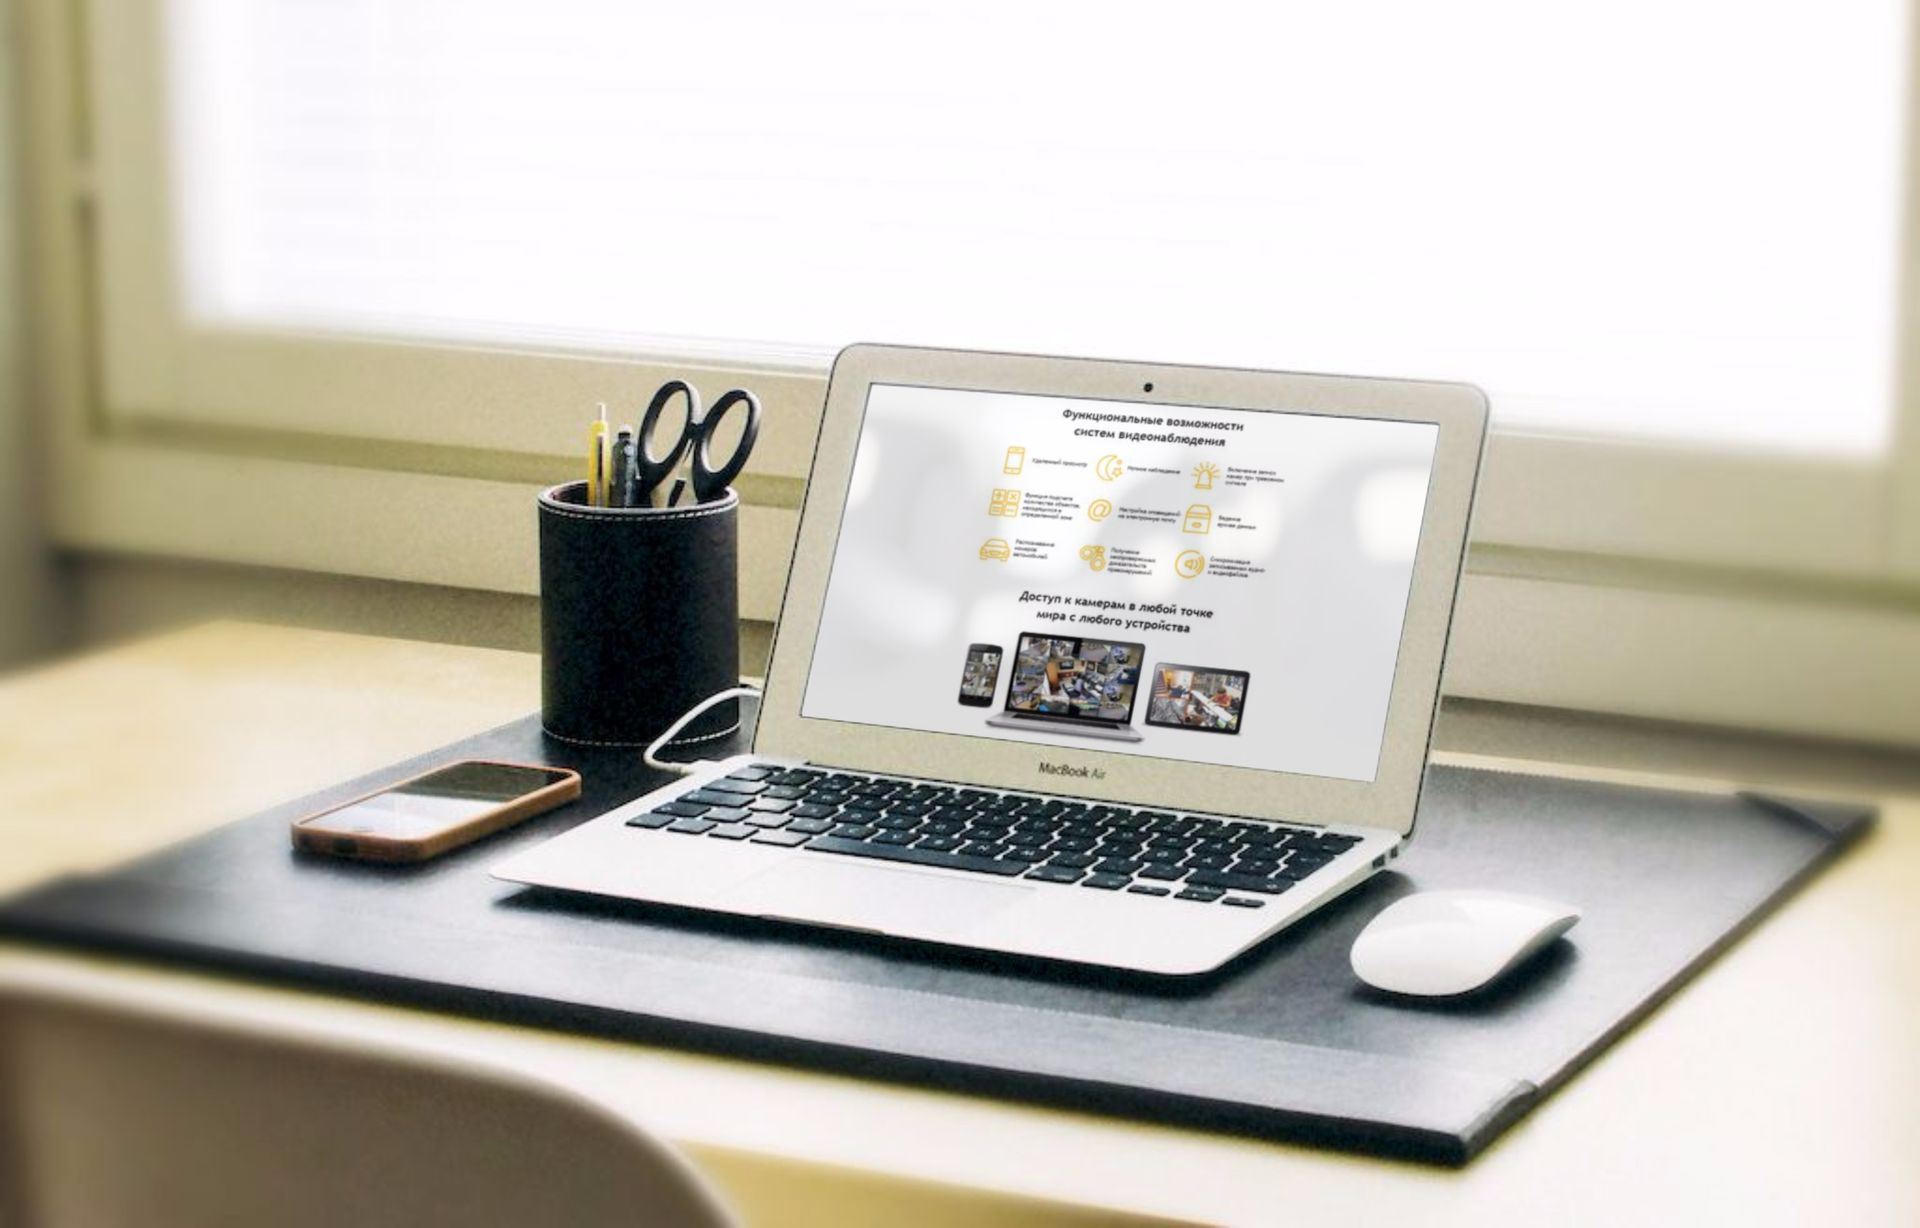 Функциональные возможности
систем видеонаблюдения
Удаленный просмотр
Ночное наблюдение
Включение записи
камер при тревожном
сигнале
Функция подсчета
количества объектов,
находящихся в
определенной зоне
Настройка оповещений
на электронную почту
Ведение
архива данных
Распознавание
номеров
автомобилей
Получение
неопровержимых
доказательств
правонарушений
Синхронизация
записываемых аудио
и видеофайлов
Доступ к камерам в любой точке
мира с любого устройства
MacBook Air